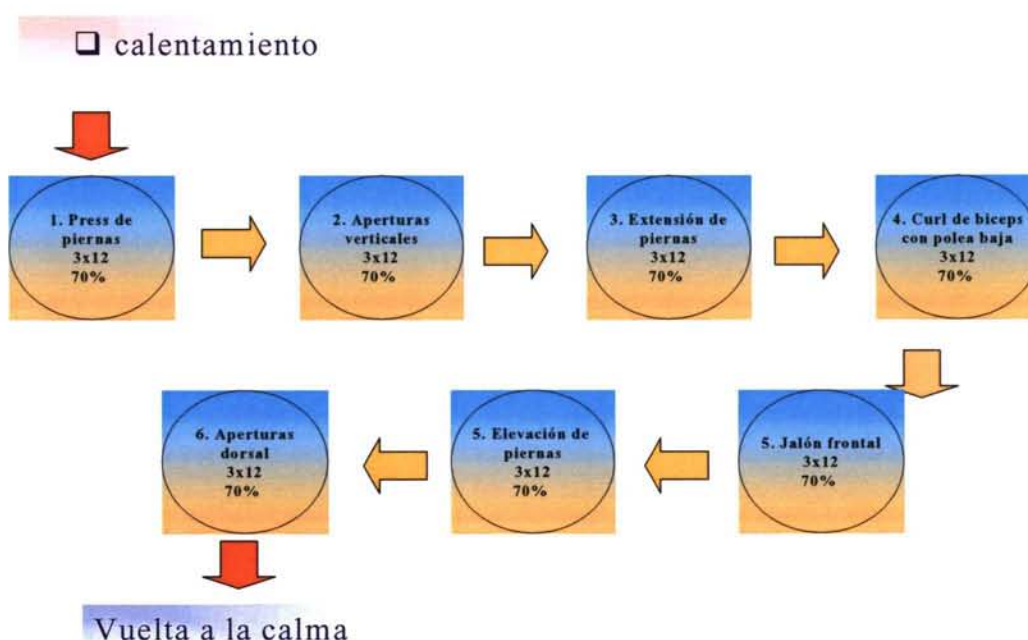 calentamiento
1. Press de
piernas
3x12
70%
2. Aperturas
verticales
3x12
70%
3. Extensión de
piernas
3x12
70%
4. Curl de biceps
con polea baja
3x12
70%
5. Jalón frontal
3x12
70%
5. Elevación de
piernas
3x12
70%
6. Aperturas
dorsal
3x12
70%
Vuelta a la calma